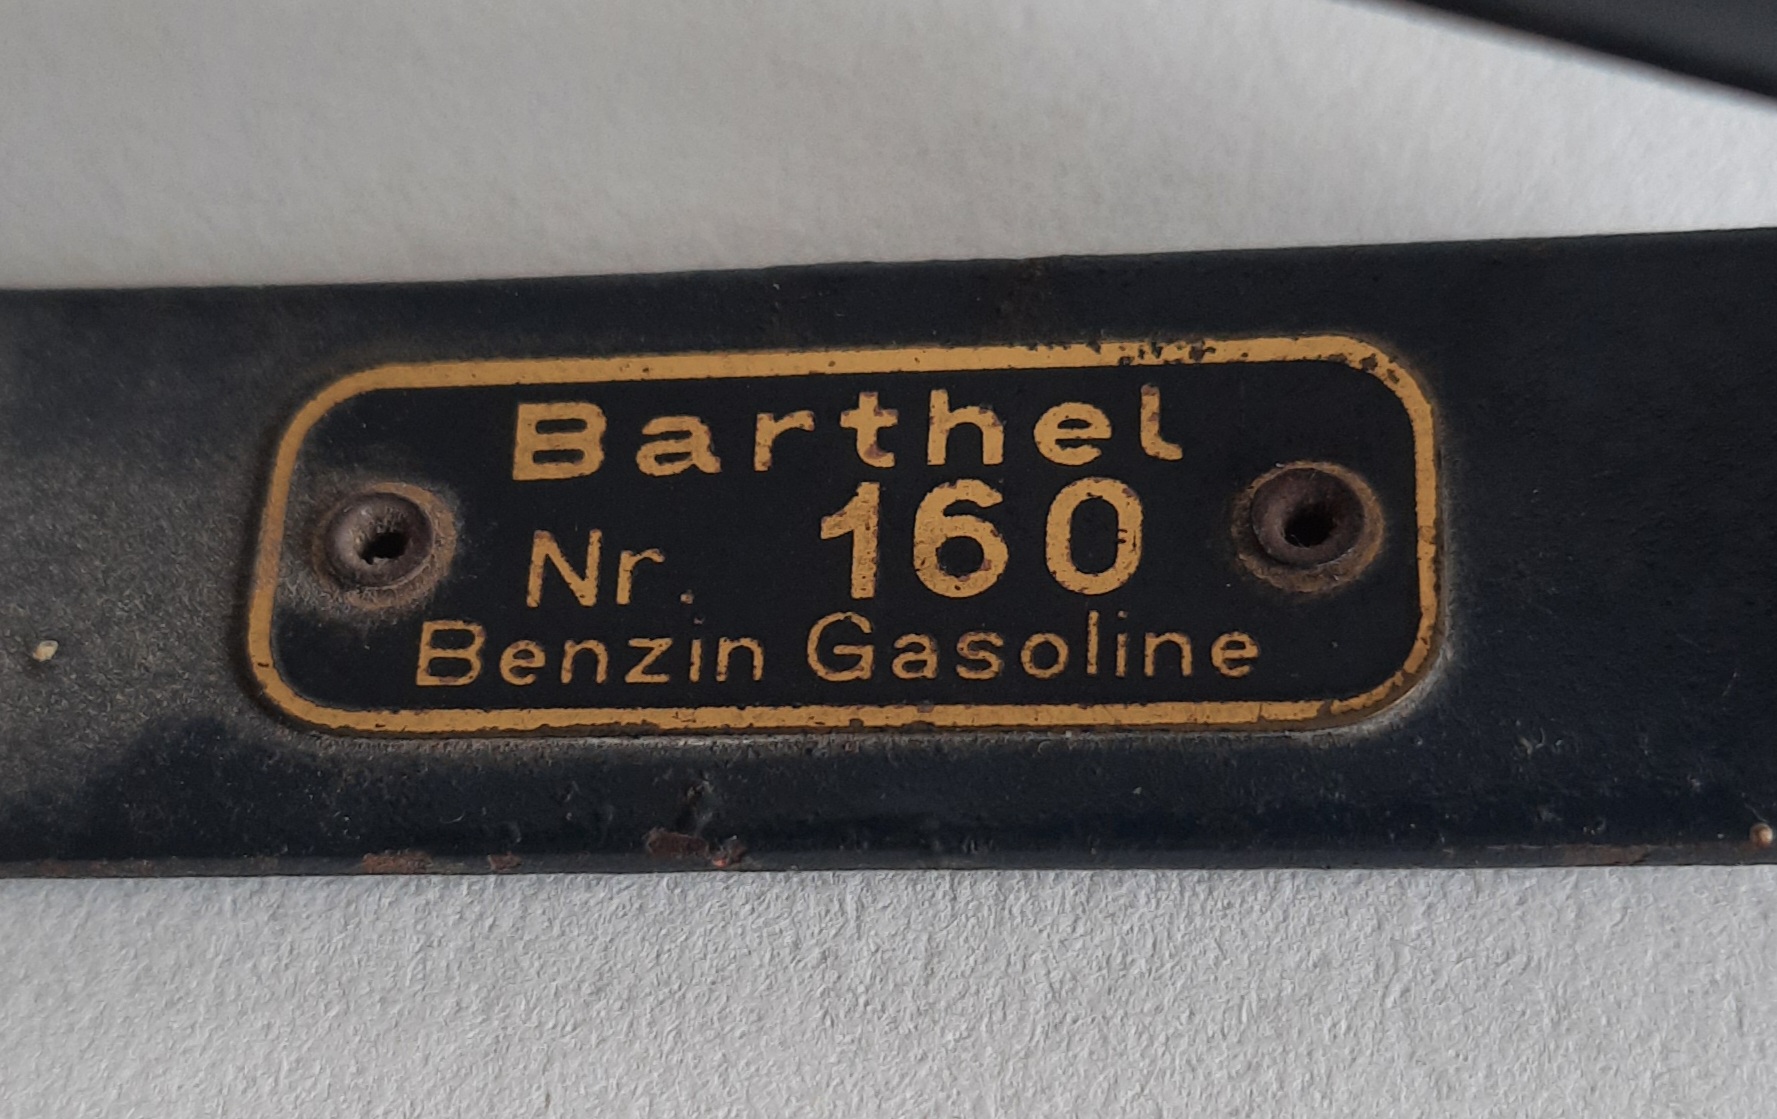 Barthel
Nr. 160
Benzin Gasoline